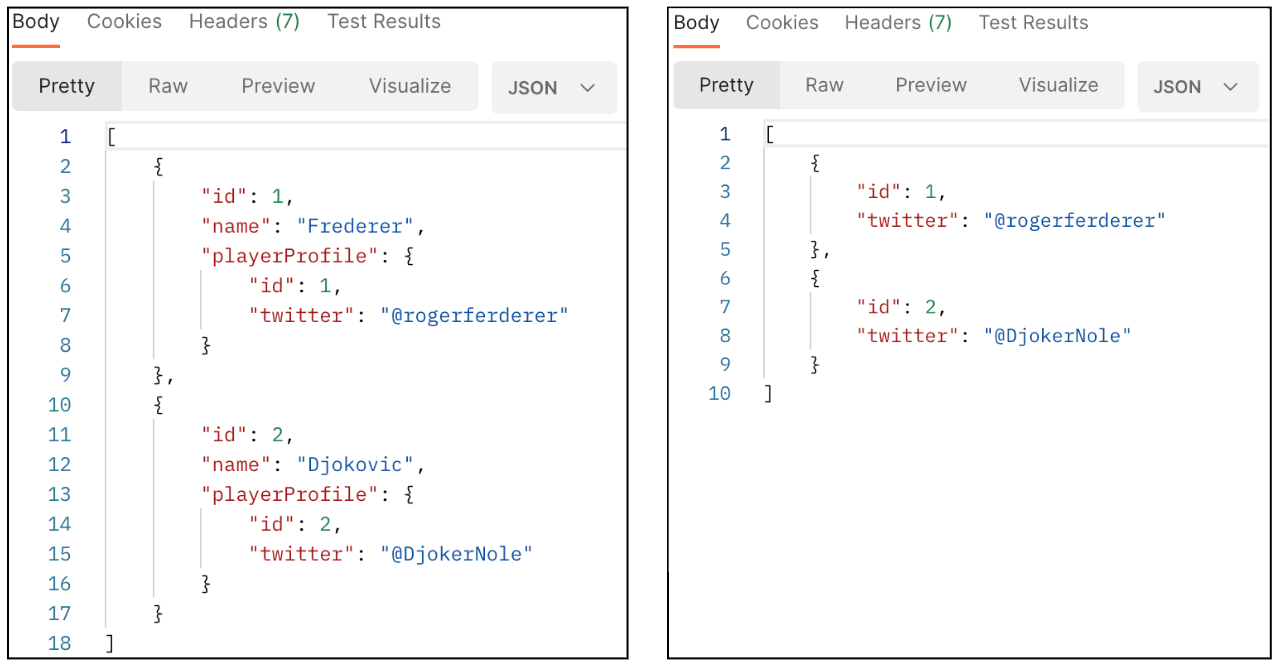 Body Cookies Headers (7) Test Results
Pretty Raw Preview Visualize JSON
1 [
2 {
3 "id": 1,
4 "name": "Frederer",
5 "playerProfile": {
6 "id": 1,
7 "twitter": "@rogerferderer"
8 }
9 },
10 {
11 "id": 2,
12 "name": "Djokovic",
13 "playerProfile": {
14 "id": 2,
15 "twitter": "@DjokerNole"
16 }
17 }
18 ]
Body Cookies Headers (7) Test Results
Pretty Raw Preview Visualize JSON
1 [
2 {
3 "id": 1,
4 "twitter": "@rogerferderer"
5 },
6 {
7 "id": 2,
8 "twitter": "@DjokerNole"
9 }
10 ]